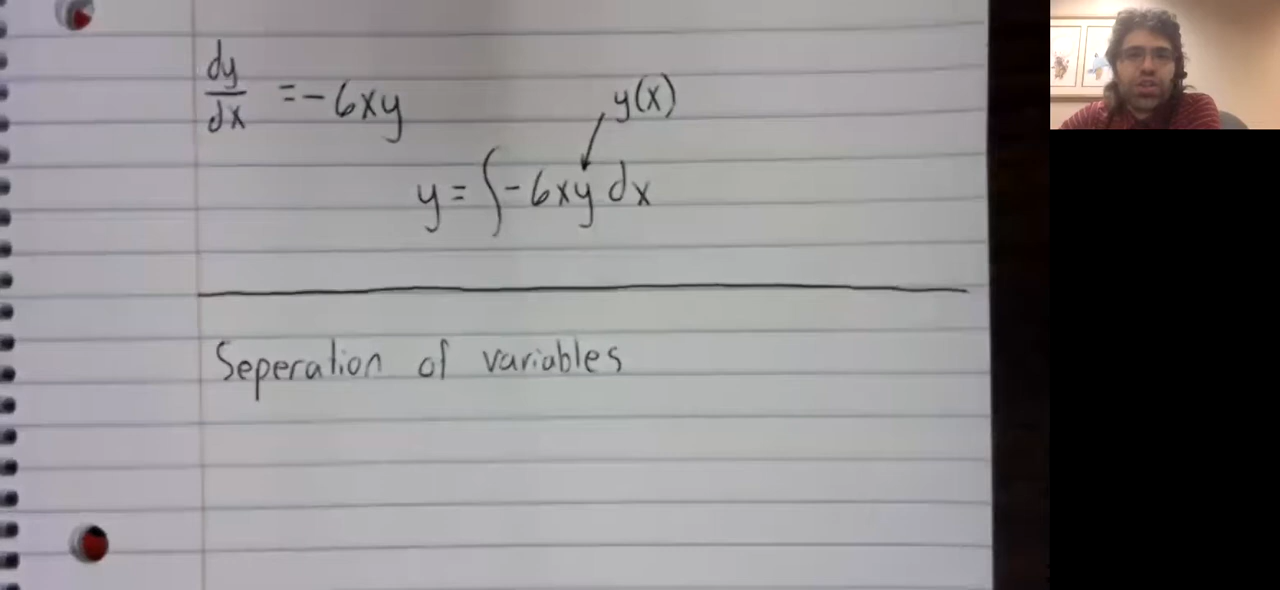 dy/dx = -6xy
y(x)
y = ∫-6xy dx
Seperation of variables